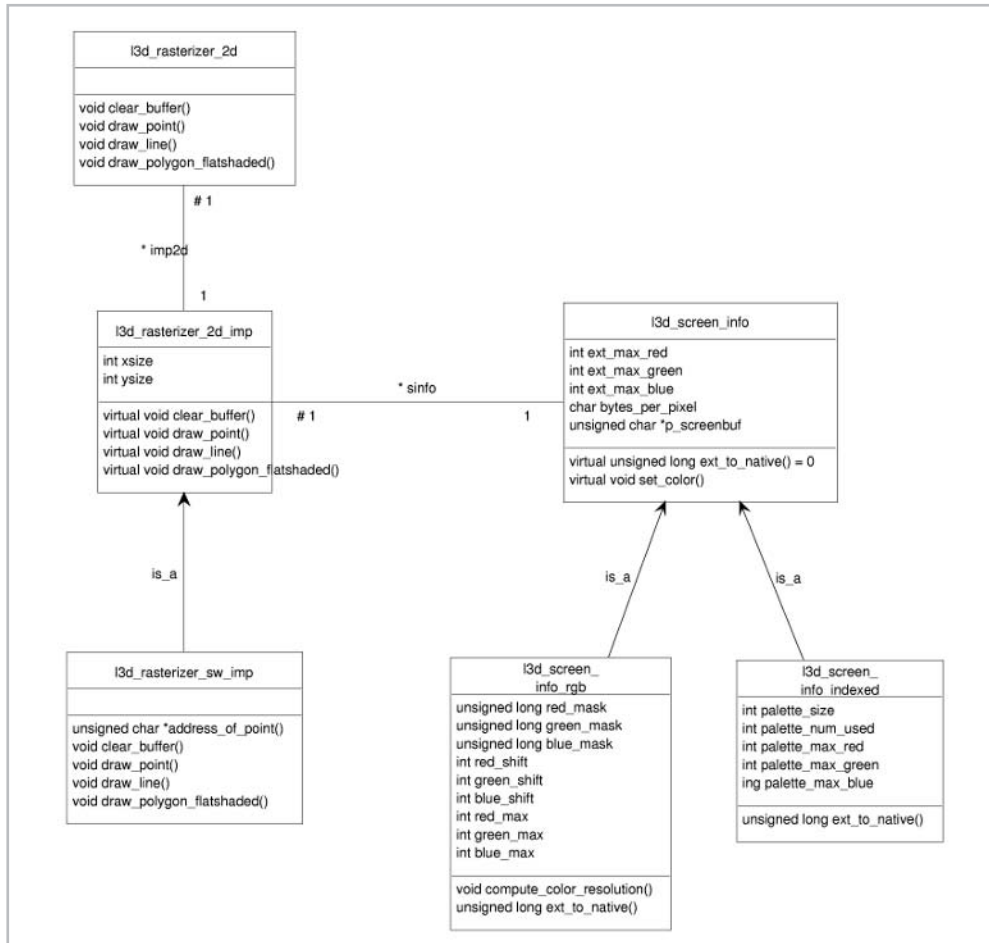 l3d_rasterizer_2d
void clear_buffer()
void draw_point()
void draw_line()
void draw_polygon_flatshaded()
# 1
* imp2d
1
l3d_rasterizer_2d_imp
int xsize
int ysize
virtual void clear_buffer()
virtual void draw_point()
virtual void draw_line()
virtual void draw_polygon_flatshaded()
* sinfo
# 1
1
l3d_screen_info
int ext_max_red
int ext_max_green
int ext_max_blue
char bytes_per_pixel
unsigned char *p_screenbuf
virtual unsigned long ext_to_native() = 0
virtual void set_color()
is_a
is_a
is_a
l3d_rasterizer_sw_imp
unsigned char *address_of_point()
void clear_buffer()
void draw_point()
void draw_line()
void draw_polygon_flatshaded()
l3d_screen_
info_rgb
unsigned long red_mask
unsigned long green_mask
unsigned long blue_mask
int red_shift
int green_shift
int blue_shift
int red_max
int green_max
int blue_max
void compute_color_resolution()
unsigned long ext_to_native()
l3d_screen_
info_indexed
int palette_size
int palette_num_used
int palette_max_red
int palette_max_green
ing palette_max_blue
unsigned long ext_to_native()